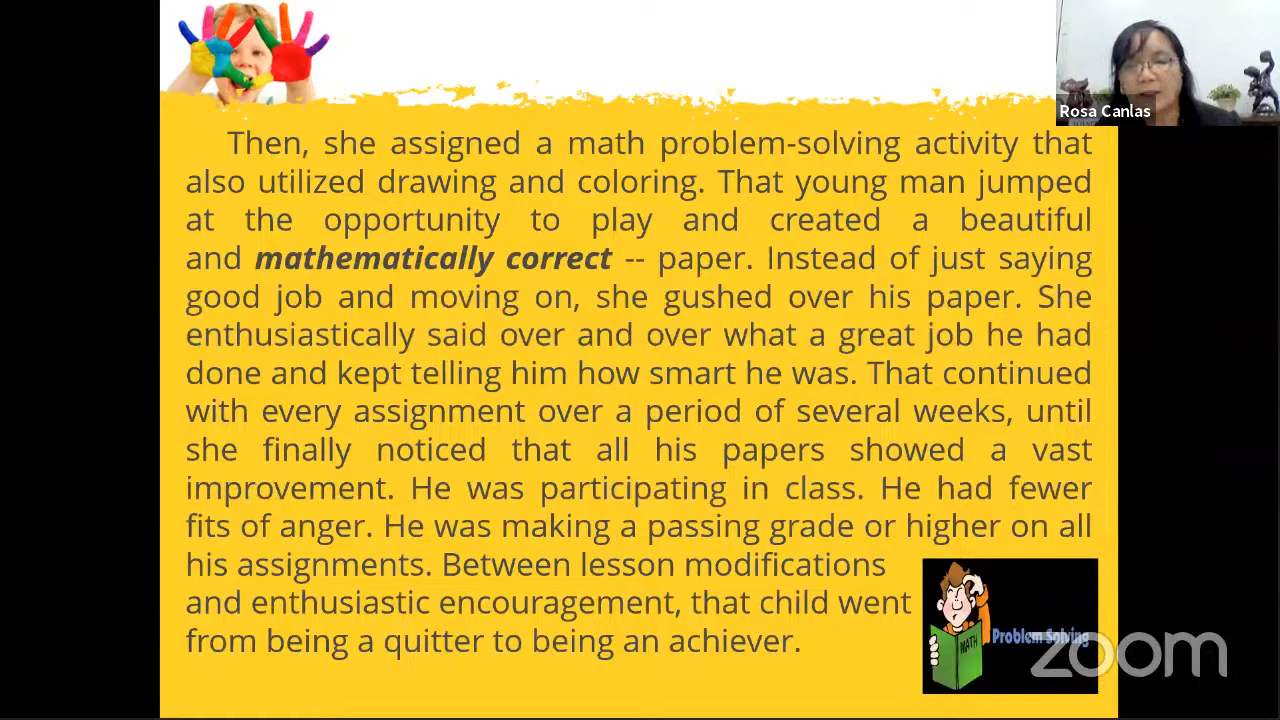 Rosa Canlas
Then, she assigned a math problem-solving activity that
also utilized drawing and coloring. That young man jumped
at the opportunity to play and created a beautiful
and mathematically correct -- paper. Instead of just saying
good job and moving on, she gushed over his paper. She
enthusiastically said over and over what a great job he had
done and kept telling him how smart he was. That continued
with every assignment over a period of several weeks, until
she finally noticed that all his papers showed a vast
improvement. He was participating in class. He had fewer
fits of anger. He was making a passing grade or higher on all
his assignments. Between lesson modifications
and enthusiastic encouragement, that child went
from being a quitter to being an achiever.
MATH
Problem Solving
zoom